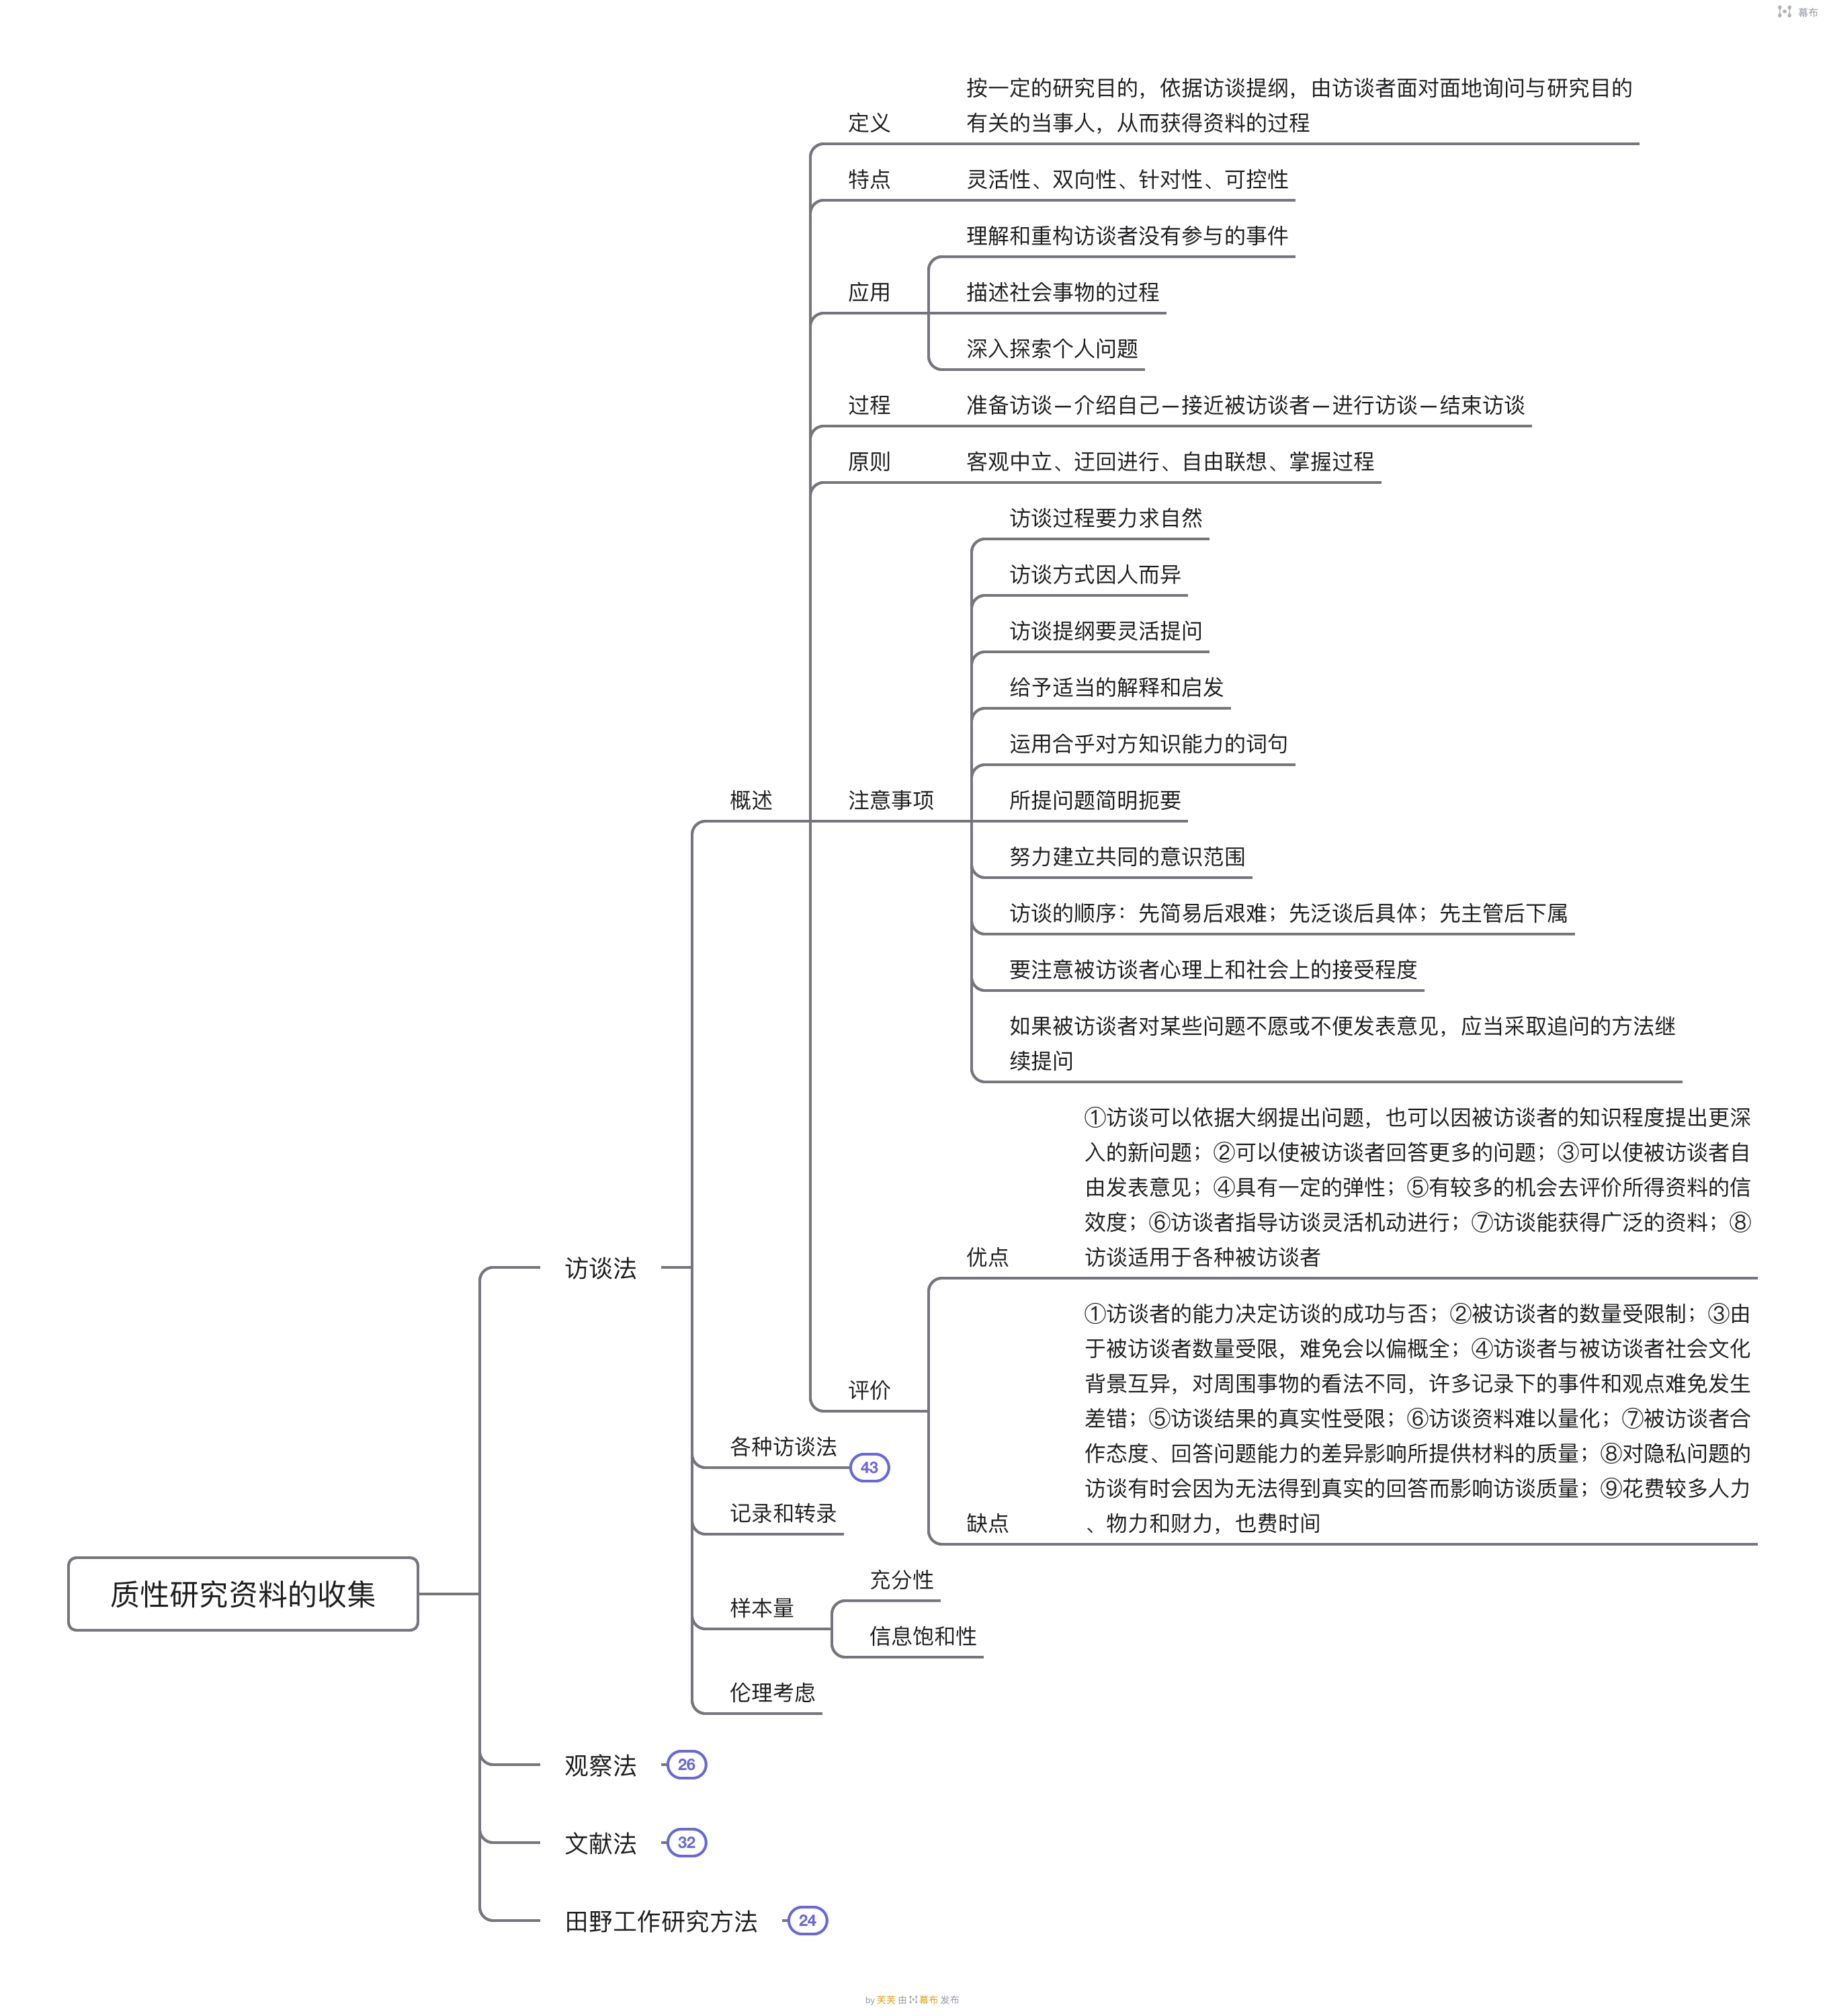 幕布
按一定的研究目的，依据访谈提纲，由访谈者面对面地询问与研究目的
定义
有关的当事人，从而获得资料的过程
特点
灵活性、双向性、针对性、可控性
理解和重构访谈者没有参与的事件
应用
描述社会事物的过程
深入探索个人问题
过程
准备访谈—介绍自己—接近被访谈者—进行访谈—结束访谈
原则
客观中立、迂回进行、自由联想、掌握过程
访谈过程要力求自然
访谈方式因人而异
访谈提纲要灵活提问
给予适当的解释和启发
运用合乎对方知识能力的词句
概述
注意事项
所提问题简明扼要
努力建立共同的意识范围
访谈的顺序：先简易后艰难；先泛谈后具体；先主管后下属
要注意被访谈者心理上和社会上的接受程度
如果被访谈者对某些问题不愿或不便发表意见，应当采取追问的方法继
续提问
①访谈可以依据大纲提出问题，也可以因被访谈者的知识程度提出更深
入的新问题；②可以使被访谈者回答更多的问题；③可以使被访谈者自
由发表意见；④具有一定的弹性；⑤有较多的机会去评价所得资料的信
效度；⑥访谈者指导访谈灵活机动进行；⑦访谈能获得广泛的资料；⑧
优点
访谈适用于各种被访谈者
访谈法
①访谈者的能力决定访谈的成功与否；②被访谈者的数量受限制；③由
于被访谈者数量受限，难免会以偏概全；④访谈者与被访谈者社会文化
背景互异，对周围事物的看法不同，许多记录下的事件和观点难免发生
评价
差错；⑤访谈结果的真实性受限；⑥访谈资料难以量化；⑦被访谈者合
作态度、回答问题能力的差异影响所提供材料的质量；⑧对隐私问题的
访谈有时会因为无法得到真实的回答而影响访谈质量；⑨花费较多人力
缺点
、物力和财力，也费时间
各种访谈法
43
记录和转录
充分性
样本量
信息饱和性
伦理考虑
质性研究资料的收集
观察法
26
文献法
32
田野工作研究方法
24
by 芙芙 由 幕布 发布